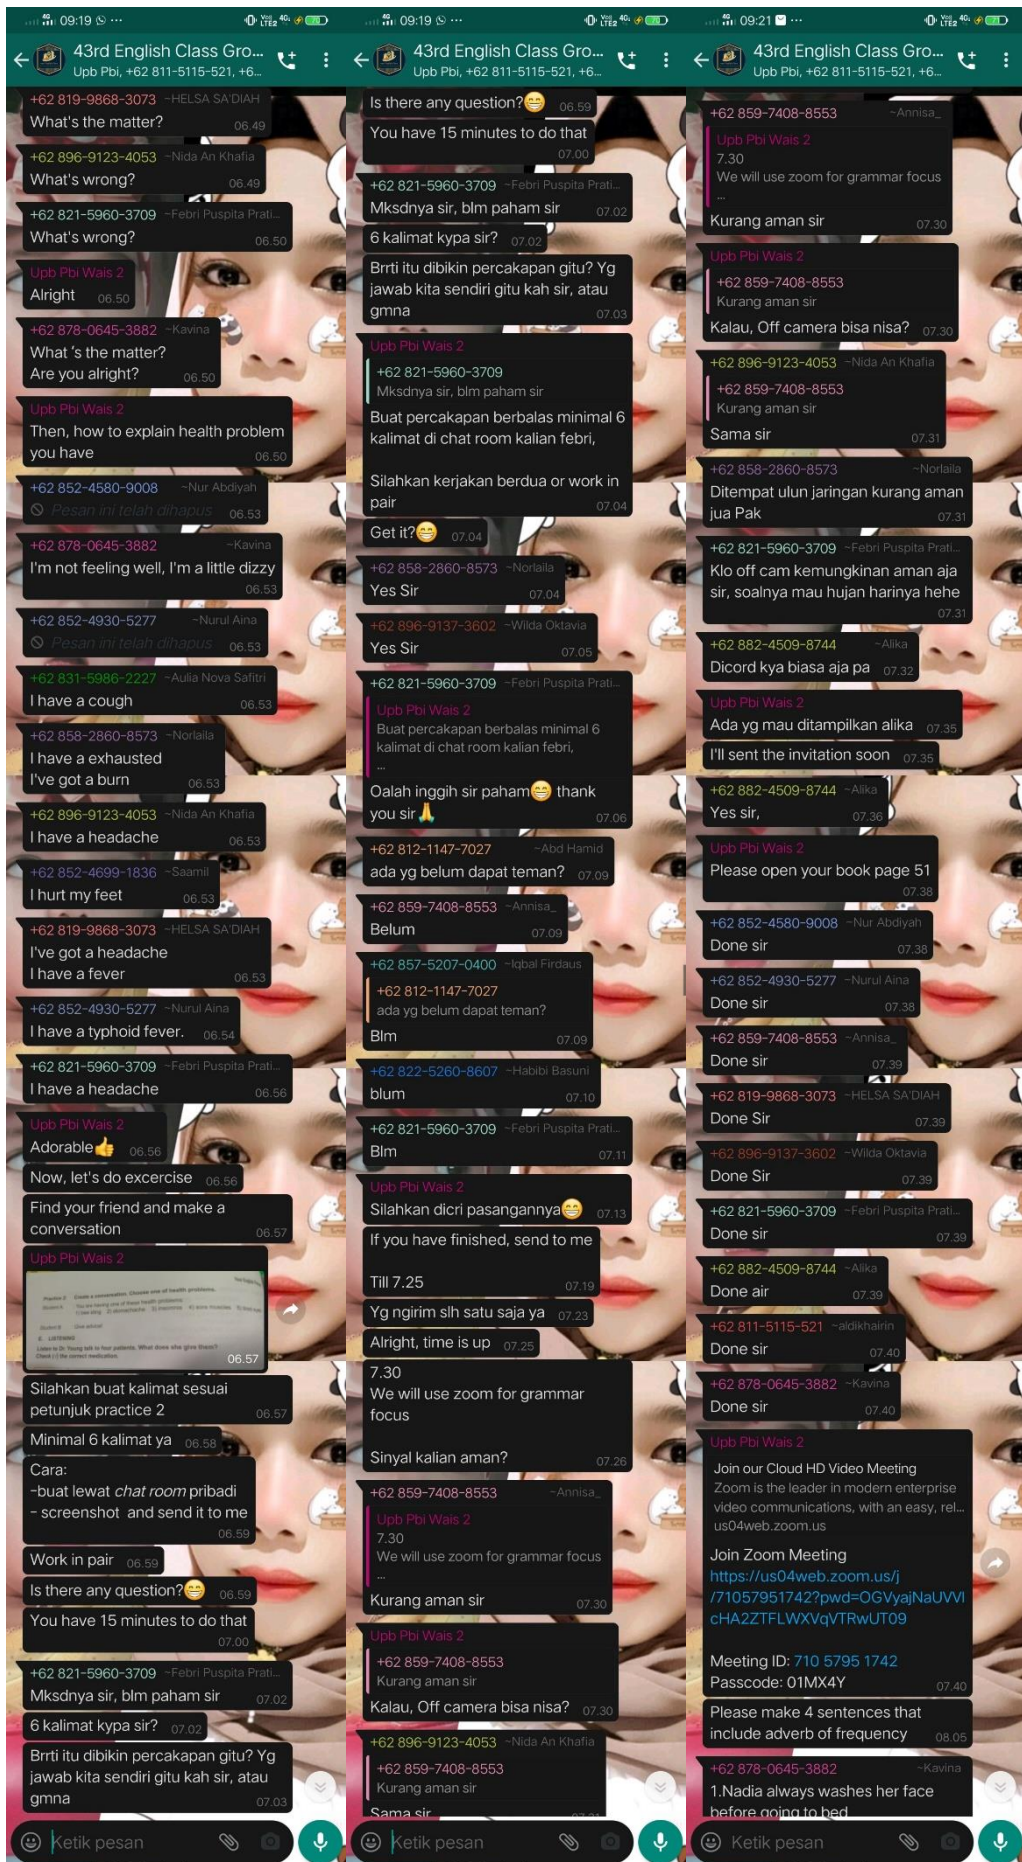 09:19
43rd English Class Gro...
Upb Pbi, +62 811-5115-521, +6...
+62 819-9868-3073 ~HELSA SA'DIAH
What's the matter?
06.49
+62 896-9123-4053 ~Nida An Khafia
What's wrong?
06.49
+62 821-5960-3709 ~Febri Puspita Prati...
What's wrong?
06.50
Upb Pbi Wais 2
Alright 06.50
+62 878-0645-3882 ~Kavina
What 's the matter?
Are you alright?
06.50
Upb Pbi Wais 2
Then, how to explain health problem
you have
06.50
+62 852-4580-9008 ~Nur Abdiyah
Pesan ini telah dihapus 06.53
+62 878-0645-3882 ~Kavina
I'm not feeling well, I'm a little dizzy
06.53
+62 852-4930-5277 ~Nurul Aina
Pesan ini telah dihapus 06.53
+62 831-5986-2227 ~Aulia Nova Safitri
I have a cough
06.53
+62 858-2860-8573 ~Norlaila
I have a exhausted
I've got a burn
06.53
+62 896-9123-4053 ~Nida An Khafia
I have a headache
06.53
+62 852-4699-1836 ~Saamil
I hurt my feet
06.53
+62 819-9868-3073 ~HELSA SA'DIAH
I've got a headache
I have a fever
06.53
+62 852-4930-5277 ~Nurul Aina
I have a typhoid fever. 06.54
+62 821-5960-3709 ~Febri Puspita Prati...
I have a headache
06.56
Upb Pbi Wais 2
Adorable👍 06.56
Now, let's do excercise 06.56
Find your friend and make a
conversation
06.57
Upb Pbi Wais 2
Practice 2 Create a conversation. Choose one of health problems.
Student B Give advice!
E. LISTENING
Listen to Dr. Young talk to four patients. What does she give them?
Check (√) the correct medication.
06.57
Silahkan buat kalimat sesuai
petunjuk practice 2
06.57
Minimal 6 kalimat ya 06.58
Cara:
-buat lewat chat room pribadi
- screenshot and send it to me
06.59
Work in pair 06.59
Is there any question?😁 06.59
You have 15 minutes to do that
07.00
+62 821-5960-3709 ~Febri Puspita Prati...
Mksdnya sir, blm paham sir
07.02
6 kalimat kypa sir? 07.02
Brrti itu dibikin percakapan gitu? Yg
jawab kita sendiri gitu kah sir, atau
gmna
07.03
Ketik pesan
09:19
43rd English Class Gro...
Upb Pbi, +62 811-5115-521, +6...
Is there any question?😁 06.59
You have 15 minutes to do that
07.00
+62 821-5960-3709 ~Febri Puspita Prati...
Mksdnya sir, blm paham sir
07.02
6 kalimat kypa sir? 07.02
Brrti itu dibikin percakapan gitu? Yg
jawab kita sendiri gitu kah sir, atau
gmna
07.03
Upb Pbi Wais 2
+62 821-5960-3709
Mksdnya sir, blm paham sir
Buat percakapan berbalas minimal 6
kalimat di chat room kalian febri,
Silahkan kerjakan berdua or work in
pair
07.04
Get it?😁 07.04
+62 858-2860-8573 ~Norlaila
Yes Sir
07.04
+62 896-9137-3602 ~Wilda Oktavia
Yes Sir
07.05
+62 821-5960-3709 ~Febri Puspita Prati...
Upb Pbi Wais 2
Buat percakapan berbalas minimal 6
kalimat di chat room kalian febri,
...
Oalah inggih sir paham😁 thank
you sir🙏
07.06
+62 812-1147-7027 ~Abd Hamid
ada yg belum dapat teman? 07.09
+62 859-7408-8553 ~Annisa_
Belum
07.09
+62 857-5207-0400 ~Iqbal Firdaus
+62 812-1147-7027
ada yg belum dapat teman?
Blm
07.09
+62 822-5260-8607 ~Habibi Basuni
blum
07.10
+62 821-5960-3709 ~Febri Puspita Prati...
Blm
07.11
Upb Pbi Wais 2
Silahkan dicri pasangannya😁 07.13
If you have finished, send to me
Till 7.25
07.19
Yg ngirim slh satu saja ya 07.23
Alright, time is up 07.25
7.30
We will use zoom for grammar
focus
Sinyal kalian aman?
07.26
+62 859-7408-8553 ~Annisa_
Upb Pbi Wais 2
7.30
We will use zoom for grammar focus
...
Kurang aman sir
07.30
Upb Pbi Wais 2
+62 859-7408-8553
Kurang aman sir
Kalau, Off camera bisa nisa? 07.30
+62 896-9123-4053 ~Nida An Khafia
+62 859-7408-8553
Kurang aman sir
Sama sir
07.31
Ketik pesan
09:21
43rd English Class Gro...
Upb Pbi, +62 811-5115-521, +6...
+62 859-7408-8553 ~Annisa_
Upb Pbi Wais 2
7.30
We will use zoom for grammar focus
...
Kurang aman sir
07.30
Upb Pbi Wais 2
+62 859-7408-8553
Kurang aman sir
Kalau, Off camera bisa nisa? 07.30
+62 896-9123-4053 ~Nida An Khafia
+62 859-7408-8553
Kurang aman sir
Sama sir
07.31
+62 858-2860-8573 ~Norlaila
Ditempat ulun jaringan kurang aman
jua Pak
07.31
+62 821-5960-3709 ~Febri Puspita Prati...
Klo off cam kemungkinan aman aja
sir, soalnya mau hujan harinya hehe
07.31
+62 882-4509-8744 ~Alika
Dicord kya biasa aja pa 07.32
Upb Pbi Wais 2
Ada yg mau ditampilkan alika
07.35
I'll sent the invitation soon 07.35
+62 882-4509-8744 ~Alika
Yes sir,
07.36
Upb Pbi Wais 2
Please open your book page 51
07.38
+62 852-4580-9008 ~Nur Abdiyah
Done sir
07.38
+62 852-4930-5277 ~Nurul Aina
Done sir
07.38
+62 859-7408-8553 ~Annisa_
Done sir
07.39
+62 819-9868-3073 ~HELSA SA'DIAH
Done Sir
07.39
+62 896-9137-3602 ~Wilda Oktavia
Done Sir
07.39
+62 821-5960-3709 ~Febri Puspita Prati...
Done sir
07.39
+62 882-4509-8744 ~Alika
Done air
07.39
+62 811-5115-521 ~aldikhairin
Done sir
07.40
+62 878-0645-3882 ~Kavina
Done sir
07.40
Upb Pbi Wais 2
Join our Cloud HD Video Meeting
Zoom is the leader in modern enterprise
video communications, with an easy, rel...
us04web.zoom.us
Join Zoom Meeting
https://us04web.zoom.us/j
/71057951742?pwd=OGVyajNaUVVI
cHA2ZTFLWXVqVTRwUT09
Meeting ID: 710 5795 1742
Passcode: 01MX4Y
07.40
Please make 4 sentences that
include adverb of frequency
08.05
+62 878-0645-3882 ~Kavina
1.Nadia always washes her face
before going to bed
Ketik pesan